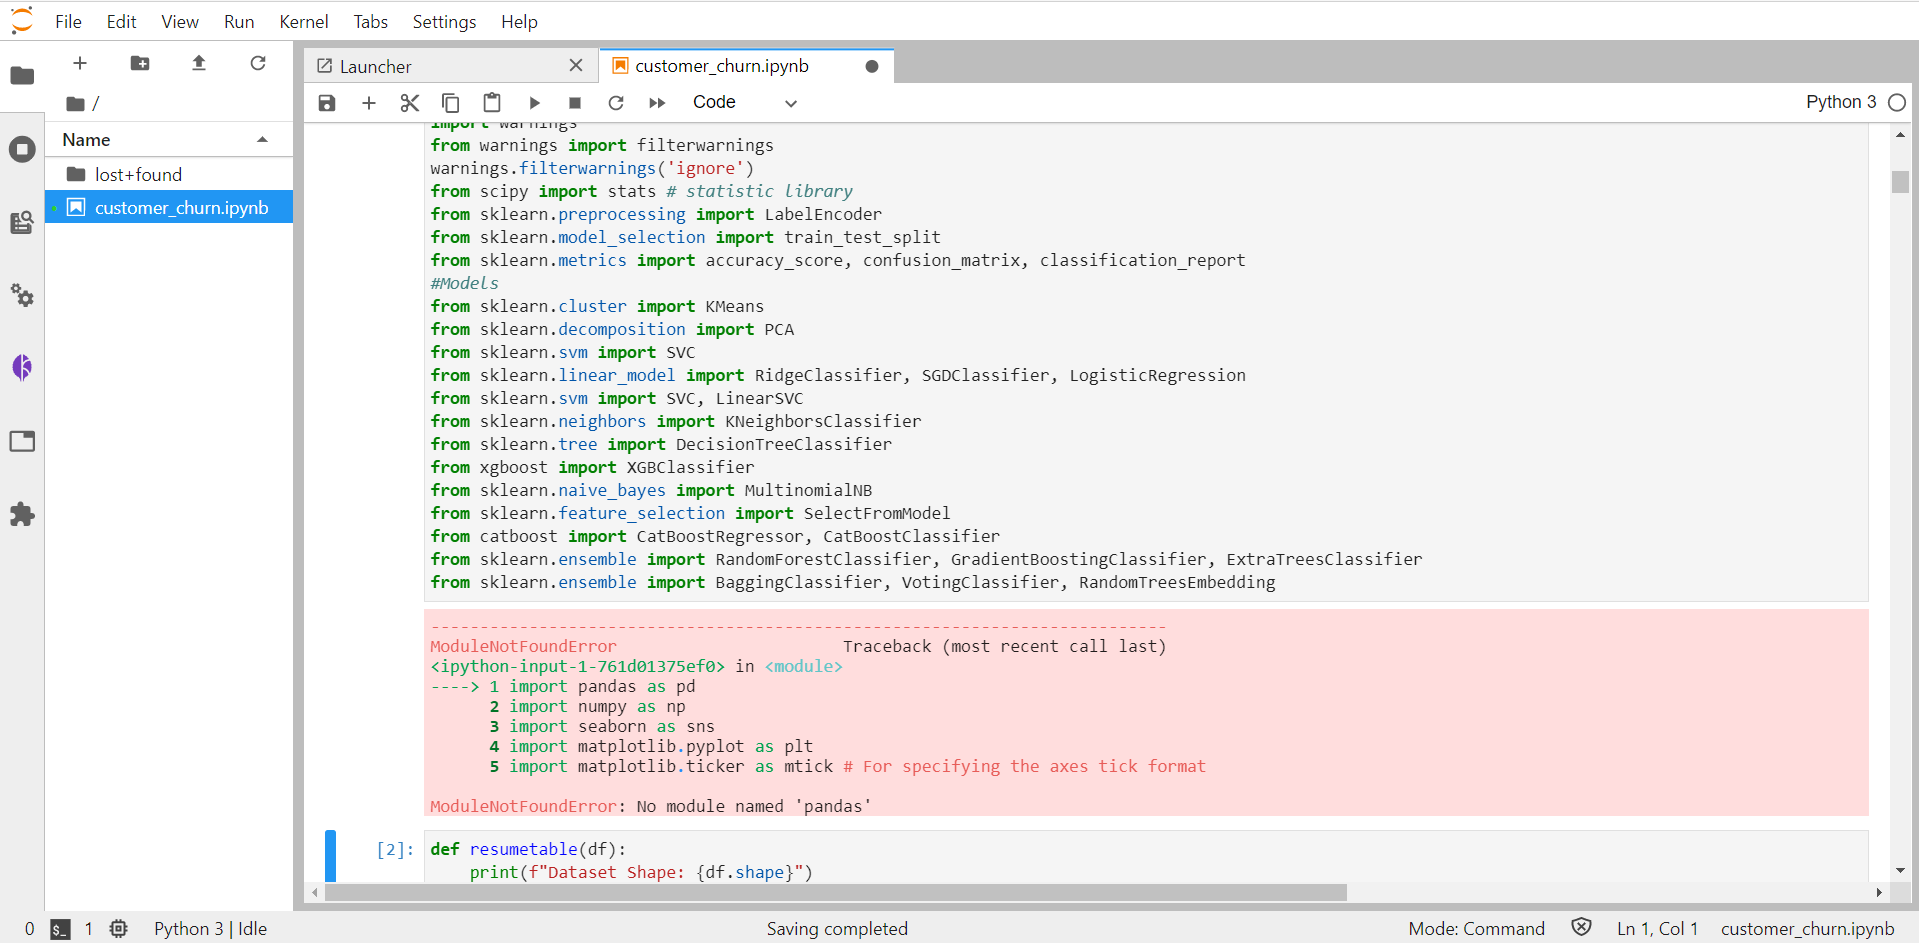 File Edit View Run Kernel Tabs Settings Help
Launcher
customer_churn.ipynb
/
Code
Python 3
Name
lost+found
customer_churn.ipynb
import warnings
from warnings import filterwarnings
warnings.filterwarnings('ignore')
from scipy import stats # statistic library
from sklearn.preprocessing import LabelEncoder
from sklearn.model_selection import train_test_split
from sklearn.metrics import accuracy_score, confusion_matrix, classification_report
#Models
from sklearn.cluster import KMeans
from sklearn.decomposition import PCA
from sklearn.svm import SVC
from sklearn.linear_model import RidgeClassifier, SGDClassifier, LogisticRegression
from sklearn.svm import SVC, LinearSVC
from sklearn.neighbors import KNeighborsClassifier
from sklearn.tree import DecisionTreeClassifier
from xgboost import XGBClassifier
from sklearn.naive_bayes import MultinomialNB
from sklearn.feature_selection import SelectFromModel
from catboost import CatBoostRegressor, CatBoostClassifier
from sklearn.ensemble import RandomForestClassifier, GradientBoostingClassifier, ExtraTreesClassifier
from sklearn.ensemble import BaggingClassifier, VotingClassifier, RandomTreesEmbedding
---------------------------------------------------------------------------
ModuleNotFoundError                       Traceback (most recent call last)
<ipython-input-1-761d01375ef0> in <module>
----> 1 import pandas as pd
      2 import numpy as np
      3 import seaborn as sns
      4 import matplotlib.pyplot as plt
      5 import matplotlib.ticker as mtick # For specifying the axes tick format
ModuleNotFoundError: No module named 'pandas'
[2]: def resumetable(df):
    print(f"Dataset Shape: {df.shape}")
0 $_ 1 Python 3 | Idle Saving completed Mode: Command Ln 1, Col 1 customer_churn.ipynb